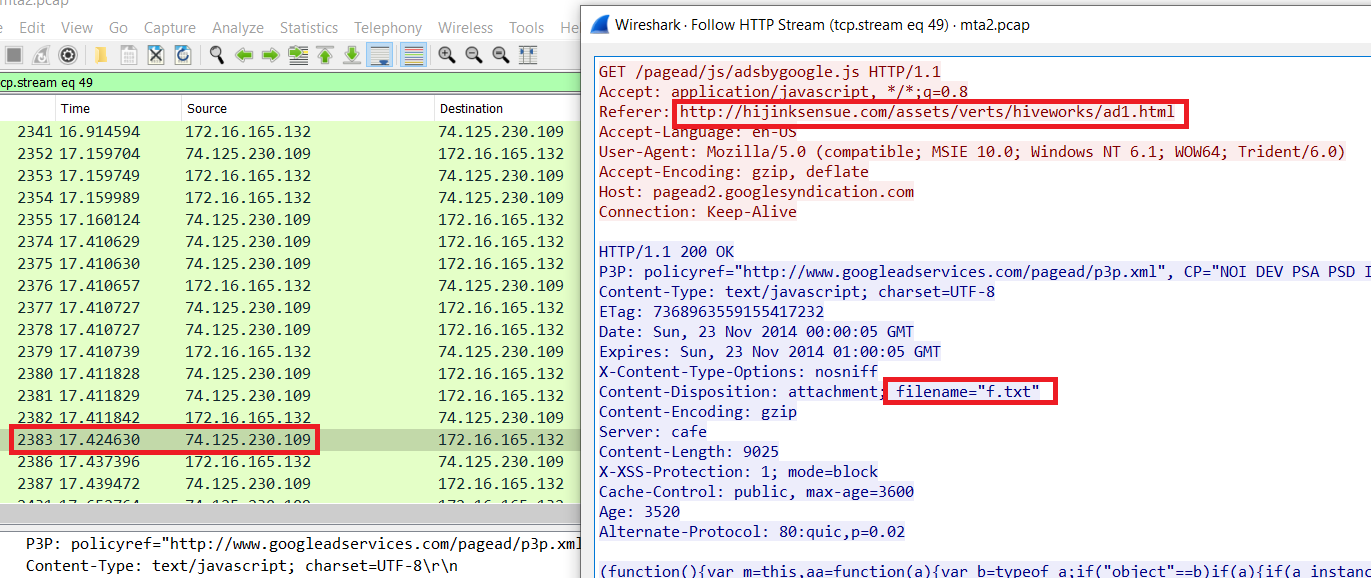 mta2.pcap
Edit View Go Capture Analyze Statistics Telephony Wireless Tools He
cp.stream eq 49
Time Source Destination
2341 16.914594 172.16.165.132 74.125.230.109
2352 17.159704 74.125.230.109 172.16.165.132
2353 17.159749 172.16.165.132 74.125.230.109
2354 17.159989 172.16.165.132 74.125.230.109
2355 17.160124 74.125.230.109 172.16.165.132
2374 17.410629 74.125.230.109 172.16.165.132
2375 17.410630 74.125.230.109 172.16.165.132
2376 17.410657 172.16.165.132 74.125.230.109
2377 17.410727 74.125.230.109 172.16.165.132
2378 17.410727 74.125.230.109 172.16.165.132
2379 17.410739 172.16.165.132 74.125.230.109
2380 17.411828 74.125.230.109 172.16.165.132
2381 17.411829 74.125.230.109 172.16.165.132
2382 17.411842 172.16.165.132 74.125.230.109
2383 17.424630 74.125.230.109 172.16.165.132
2386 17.437396 172.16.165.132 74.125.230.109
2387 17.439472 74.125.230.109 172.16.165.132
P3P: policyref="http://www.googleadservices.com/pagead/p3p.xml
Content-Type: text/javascript; charset=UTF-8\r\n
Wireshark · Follow HTTP Stream (tcp.stream eq 49) · mta2.pcap
GET /pagead/js/adsbygoogle.js HTTP/1.1
Accept: application/javascript, */*;q=0.8
Referer: http://hijinksensue.com/assets/verts/hiveworks/ad1.html
Accept-Language: en-US
User-Agent: Mozilla/5.0 (compatible; MSIE 10.0; Windows NT 6.1; WOW64; Trident/6.0)
Accept-Encoding: gzip, deflate
Host: pagead2.googlesyndication.com
Connection: Keep-Alive
HTTP/1.1 200 OK
P3P: policyref="http://www.googleadservices.com/pagead/p3p.xml", CP="NOI DEV PSA PSD I
Content-Type: text/javascript; charset=UTF-8
ETag: 7368963559155417232
Date: Sun, 23 Nov 2014 00:00:05 GMT
Expires: Sun, 23 Nov 2014 01:00:05 GMT
X-Content-Type-Options: nosniff
Content-Disposition: attachment; filename="f.txt"
Content-Encoding: gzip
Server: cafe
Content-Length: 9025
X-XSS-Protection: 1; mode=block
Cache-Control: public, max-age=3600
Age: 3520
Alternate-Protocol: 80:quic,p=0.02
(function(){var m=this,aa=function(a){var b=typeof a;if("object"==b)if(a){if(a instanc